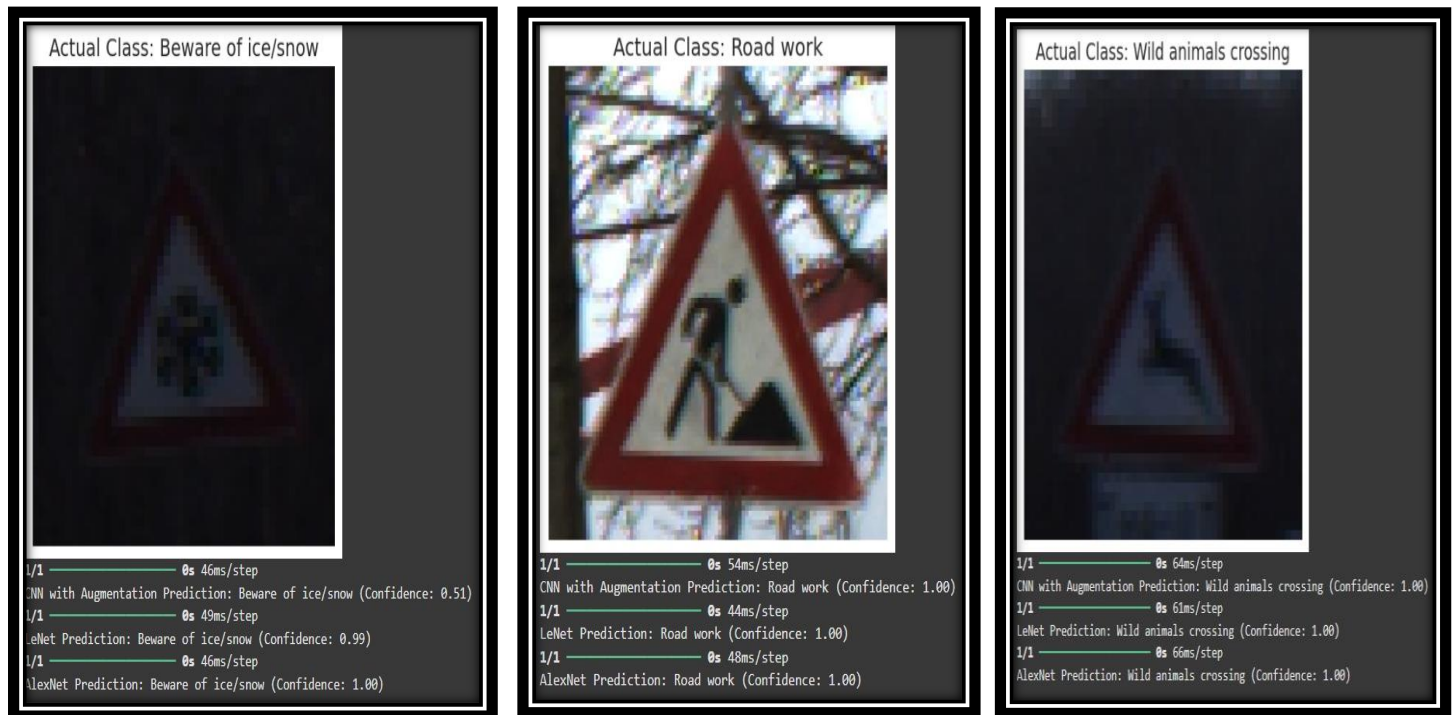 Actual Class: Beware of ice/snow
1/1 0s 46ms/step
CNN with Augmentation Prediction: Beware of ice/snow (Confidence: 0.51)
1/1 0s 49ms/step
LeNet Prediction: Beware of ice/snow (Confidence: 0.99)
1/1 0s 46ms/step
AlexNet Prediction: Beware of ice/snow (Confidence: 1.00)
Actual Class: Road work
1/1 0s 54ms/step
CNN with Augmentation Prediction: Road work (Confidence: 1.00)
1/1 0s 44ms/step
LeNet Prediction: Road work (Confidence: 1.00)
1/1 0s 48ms/step
AlexNet Prediction: Road work (Confidence: 1.00)
Actual Class: Wild animals crossing
1/1 0s 64ms/step
CNN with Augmentation Prediction: Wild animals crossing (Confidence: 1.00)
1/1 0s 61ms/step
LeNet Prediction: Wild animals crossing (Confidence: 1.00)
1/1 0s 66ms/step
AlexNet Prediction: Wild animals crossing (Confidence: 1.00)